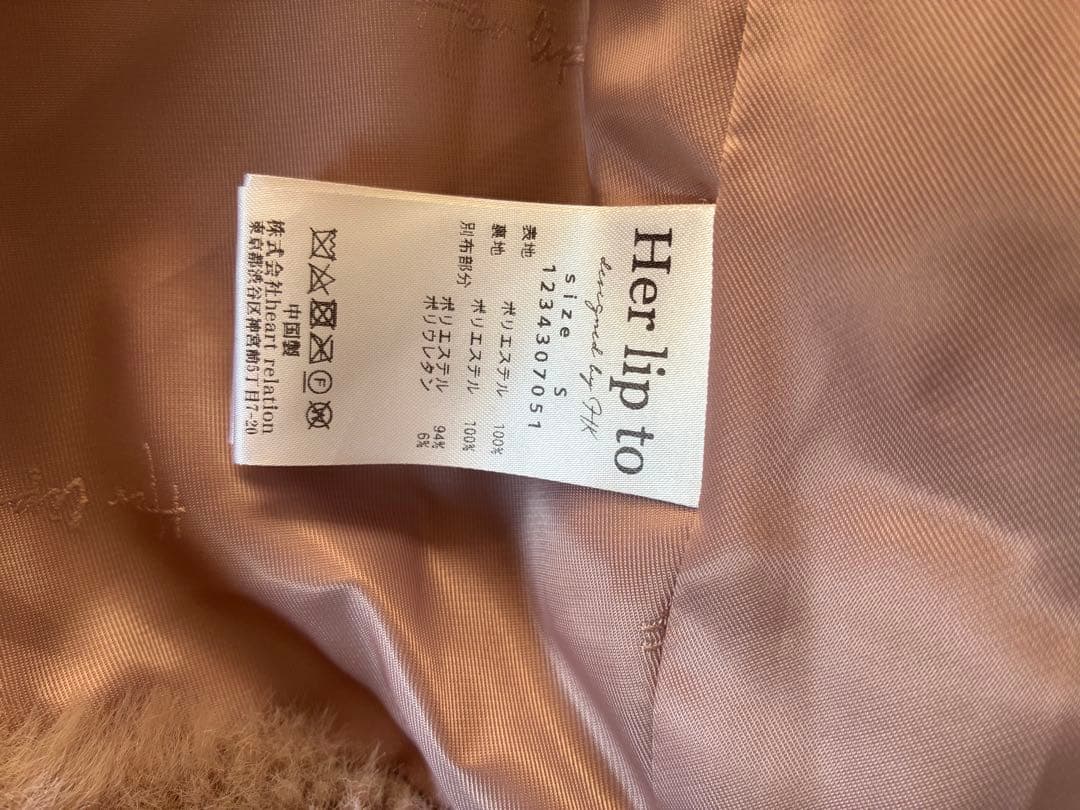 Her lip to
designed by HK
size S
1234307051
表地 ポリエステル 100%
裏地 ポリエステル 100%
別布部分 ポリエステル 94%
ポリウレタン 6%
F W
中国製
株式会社heart relation
東京都渋谷区神宮前5丁目7-20